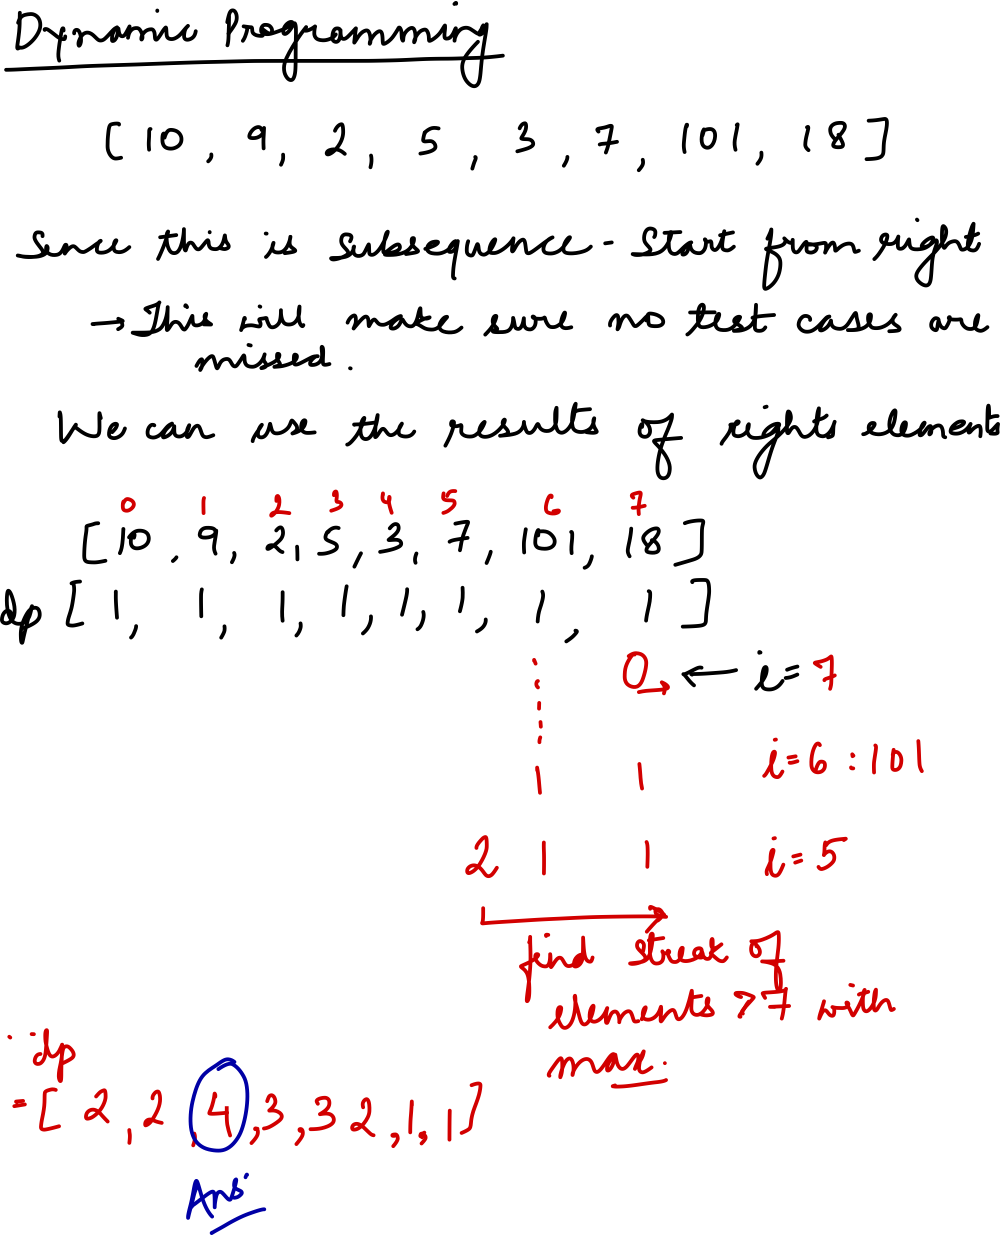 Dynamic Programming
[ 10 , 9 , 2 , 5 , 3 , 7 , 101 , 18 ]
Since this is subsequence - Start from right
→ This will make sure no test cases are
missed .
We can use the results of rights elements
0 1 2 3 4 5 6 7
[ 10 , 9 , 2 , 5 , 3 , 7 , 101 , 18 ]
dp [ 1 , 1 , 1 , 1 , 1 , 1 , 1 , 1 ]
0 ← i = 7
1 1 i = 6 : 101
2 1 1 i = 5
find streak of
elements > 7 with
max .
dp
= [ 2 , 2 , 4 , 3 , 3 2 , 1 , 1 ]
Ans